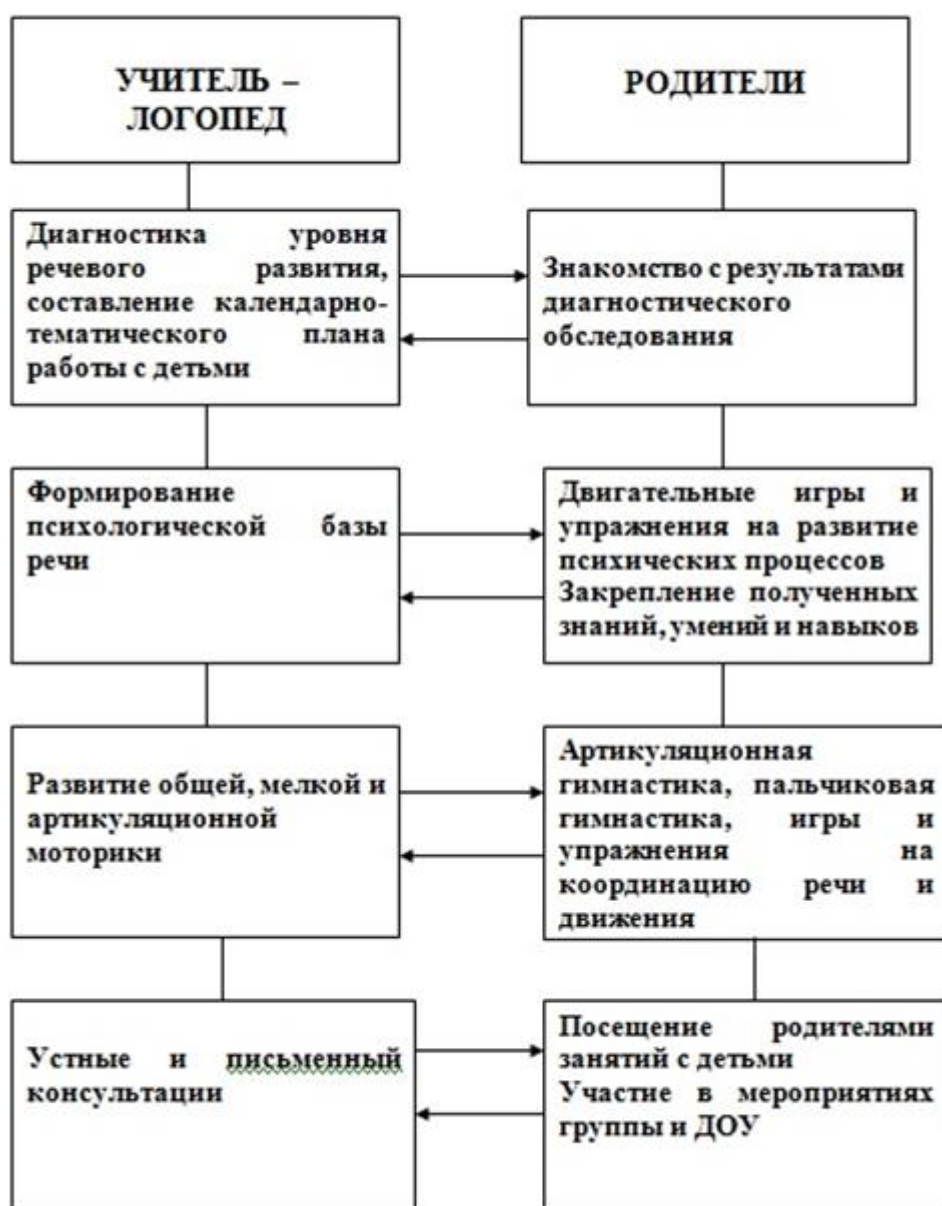 УЧИТЕЛЬ –
ЛОГОПЕД
РОДИТЕЛИ
Диагностика уровня
речевого развития,
составление календарно-
тематического плана
работы с детьми
Знакомство с результатами
диагностического
обследования
Формирование
психологической базы
речи
Двигательные игры и
упражнения на развитие
психических процессов
Закрепление полученных
знаний, умений и навыков
Развитие общей, мелкой и
артикуляционной
моторики
Артикуляционная
гимнастика, пальчиковая
гимнастика, игры и
упражнения на
координацию речи и
движения
Устные и письменный
консультации
Посещение родителями
занятий с детьми
Участие в мероприятиях
группы и ДОУ